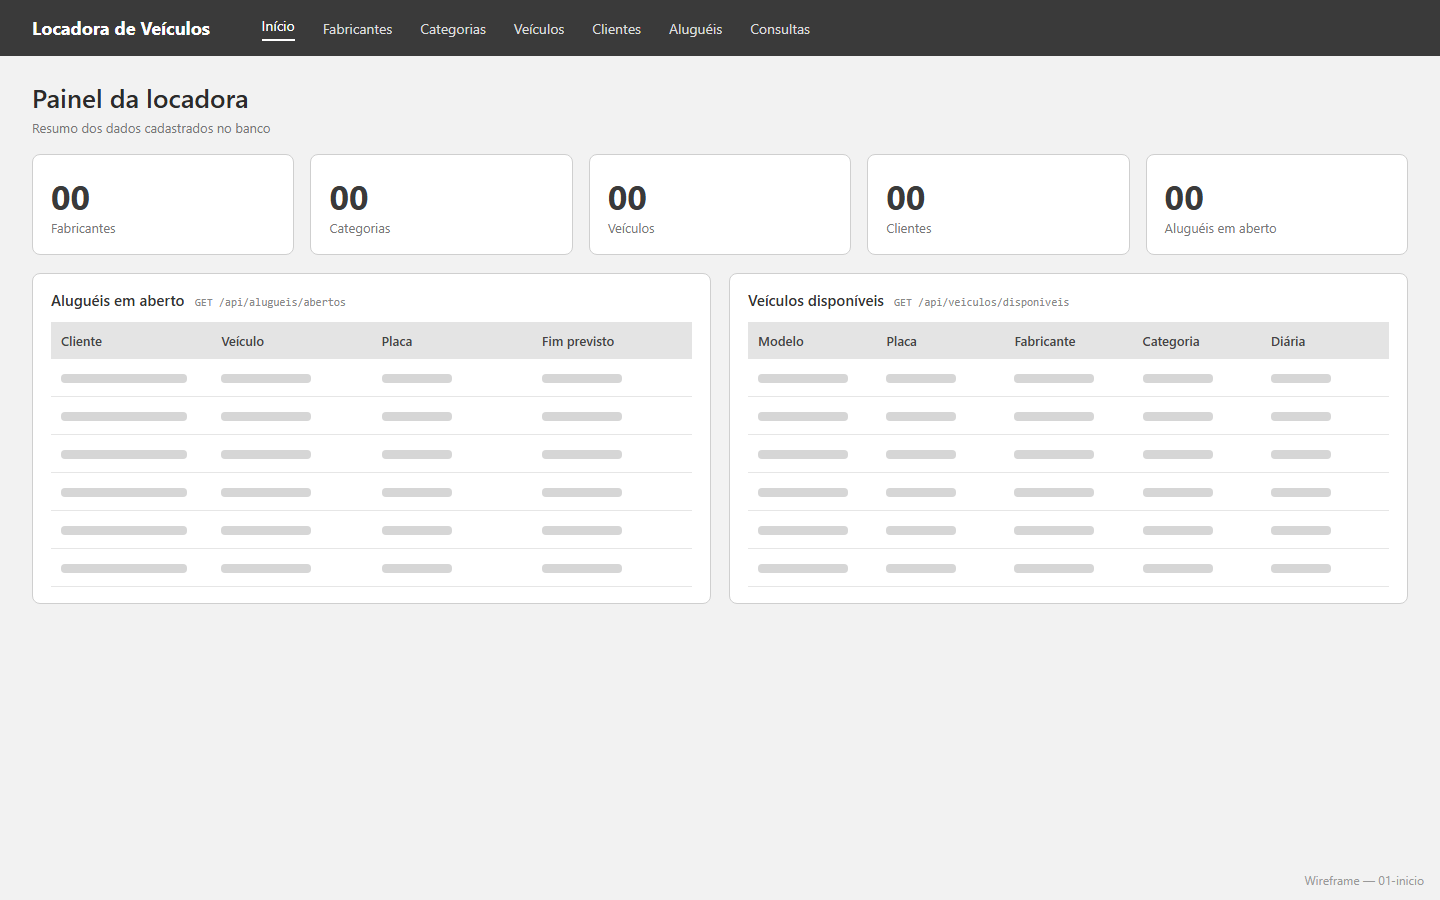 Locadora de Veículos Início Fabricantes Categorias Veículos Clientes Aluguéis Consultas
Painel da locadora
Resumo dos dados cadastrados no banco
00 00 00 00 00
Fabricantes Categorias Veículos Clientes Aluguéis em aberto
Aluguéis em aberto GET /api/alugueis/abertos
Cliente Veículo Placa Fim previsto
Veículos disponíveis GET /api/veiculos/disponiveis
Modelo Placa Fabricante Categoria Diária
Wireframe — 01-inicio